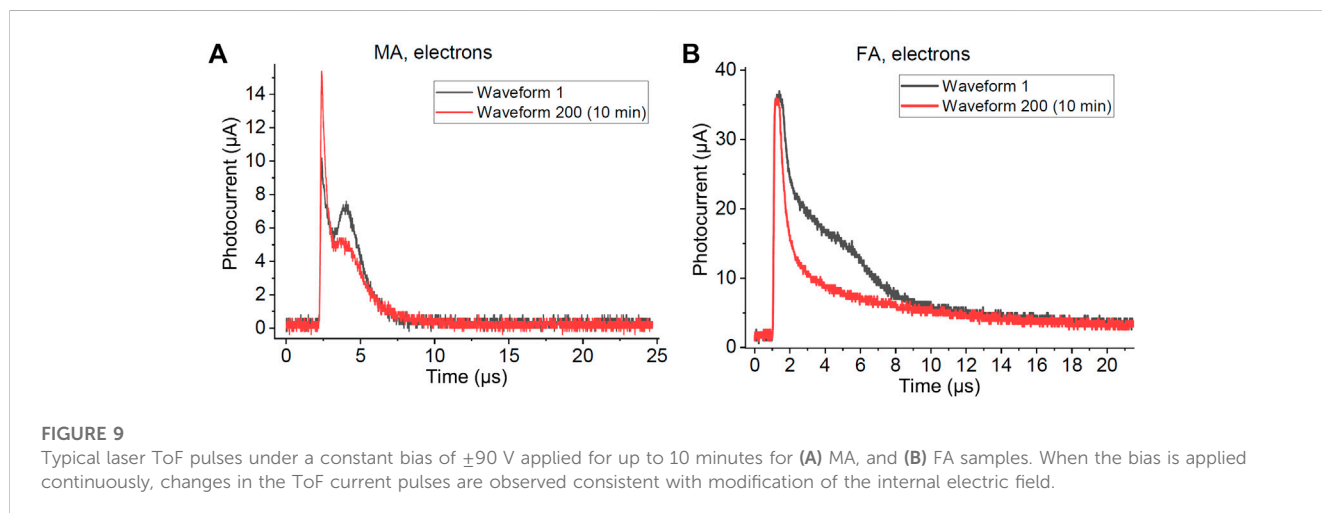 A
MA, electrons
Waveform 1
Waveform 200 (10 min)
Photocurrent (µA)
14
12
10
8
6
4
2
0
0 5 10 15 20 25
Time (µs)
B
FA, electrons
Waveform 1
Waveform 200 (10 min)
Photocurrent (µA)
40
30
20
10
0
0 2 4 6 8 10 12 14 16 18 20
Time (µs)
FIGURE 9
Typical laser ToF pulses under a constant bias of ±90 V applied for up to 10 minutes for (A) MA, and (B) FA samples. When the bias is applied
continuously, changes in the ToF current pulses are observed consistent with modification of the internal electric field.